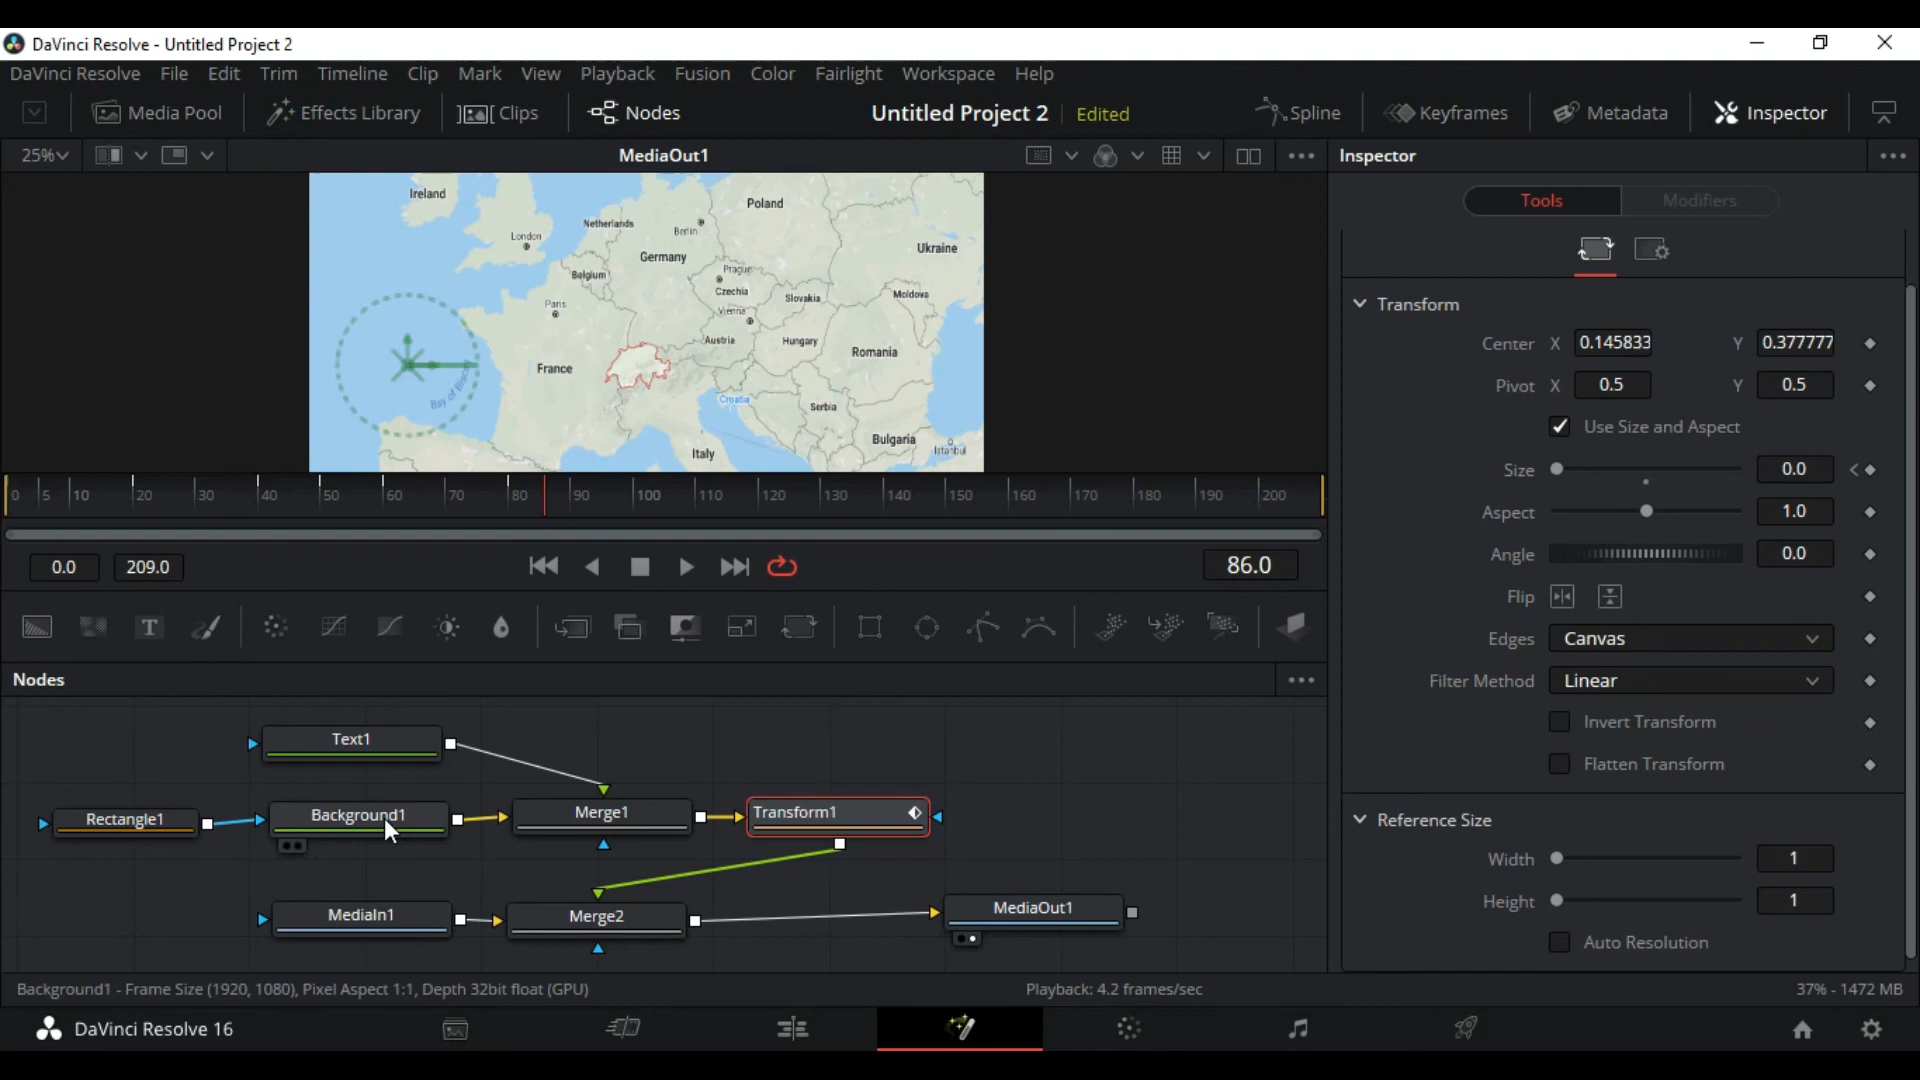 DaVinci Resolve - Untitled Project 2
DaVinci Resolve File Edit Trim Timeline Clip Mark View Playback Fusion Color Fairlight Workspace Help
Media Pool Effects Library Clips Nodes Untitled Project 2 Edited Spline Keyframes Metadata Inspector
25% MediaOut1 Inspector
Tools Modifiers
Ireland
Poland
Netherlands
Berlin
London
Ukraine
Germany
Belgium
Prague
Czechia
Slovakia
Moldova
Paris
Vienna
Austria
Hungary
Romania
France
Bay of Bisc
Croatia
Serbia
Bulgaria
Istanbul
Italy
Transform
Center X 0.145833 Y 0.377777
Pivot X 0.5 Y 0.5
Use Size and Aspect
Size 0.0
Aspect 1.0
Angle 0.0
Flip
Edges Canvas
Filter Method Linear
Invert Transform
Flatten Transform
Reference Size
Width 1
Height 1
Auto Resolution
0 5 10 20 30 40 50 60 70 80 90 100 110 120 130 140 150 160 170 180 190 200
0.0 209.0 86.0
T
Nodes
Text1
Rectangle1 Background1 Merge1 Transform1
MediaIn1 Merge2 MediaOut1
Background1 - Frame Size (1920, 1080), Pixel Aspect 1:1, Depth 32bit float (GPU) Playback: 4.2 frames/sec 37% - 1472 MB
DaVinci Resolve 16